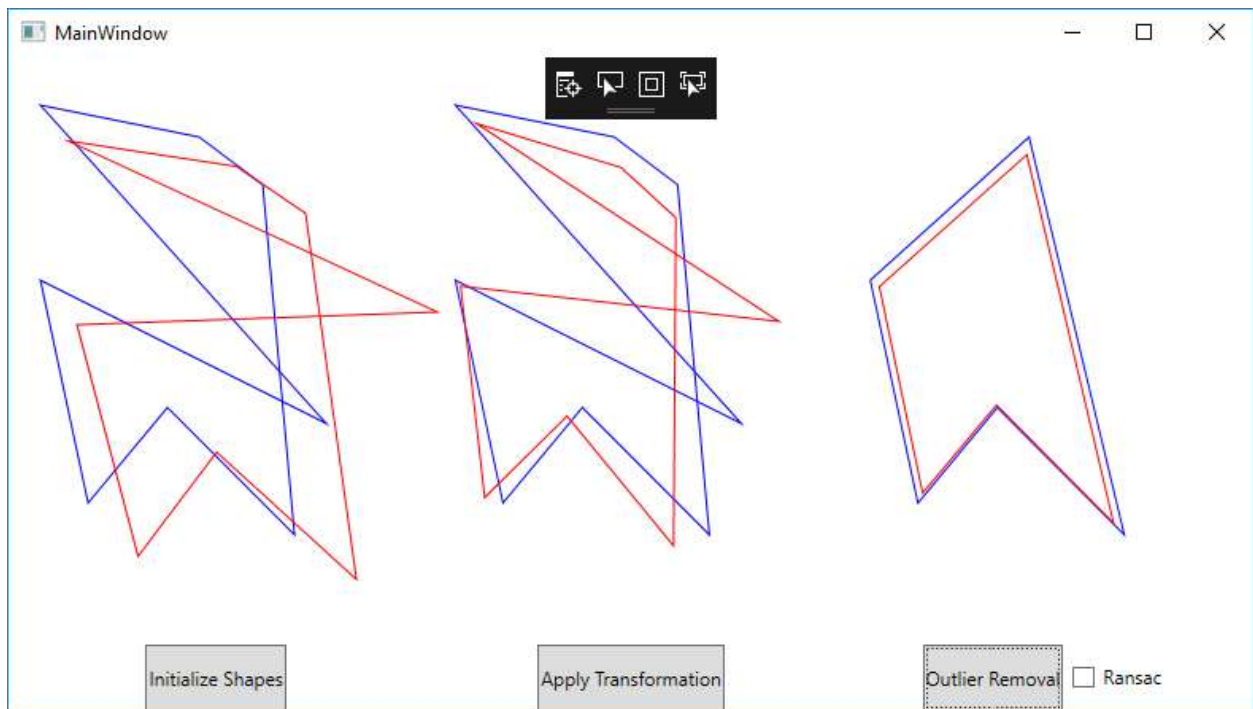 MainWindow
Initialize Shapes
Apply Transformation
Outlier Removal
Ransac